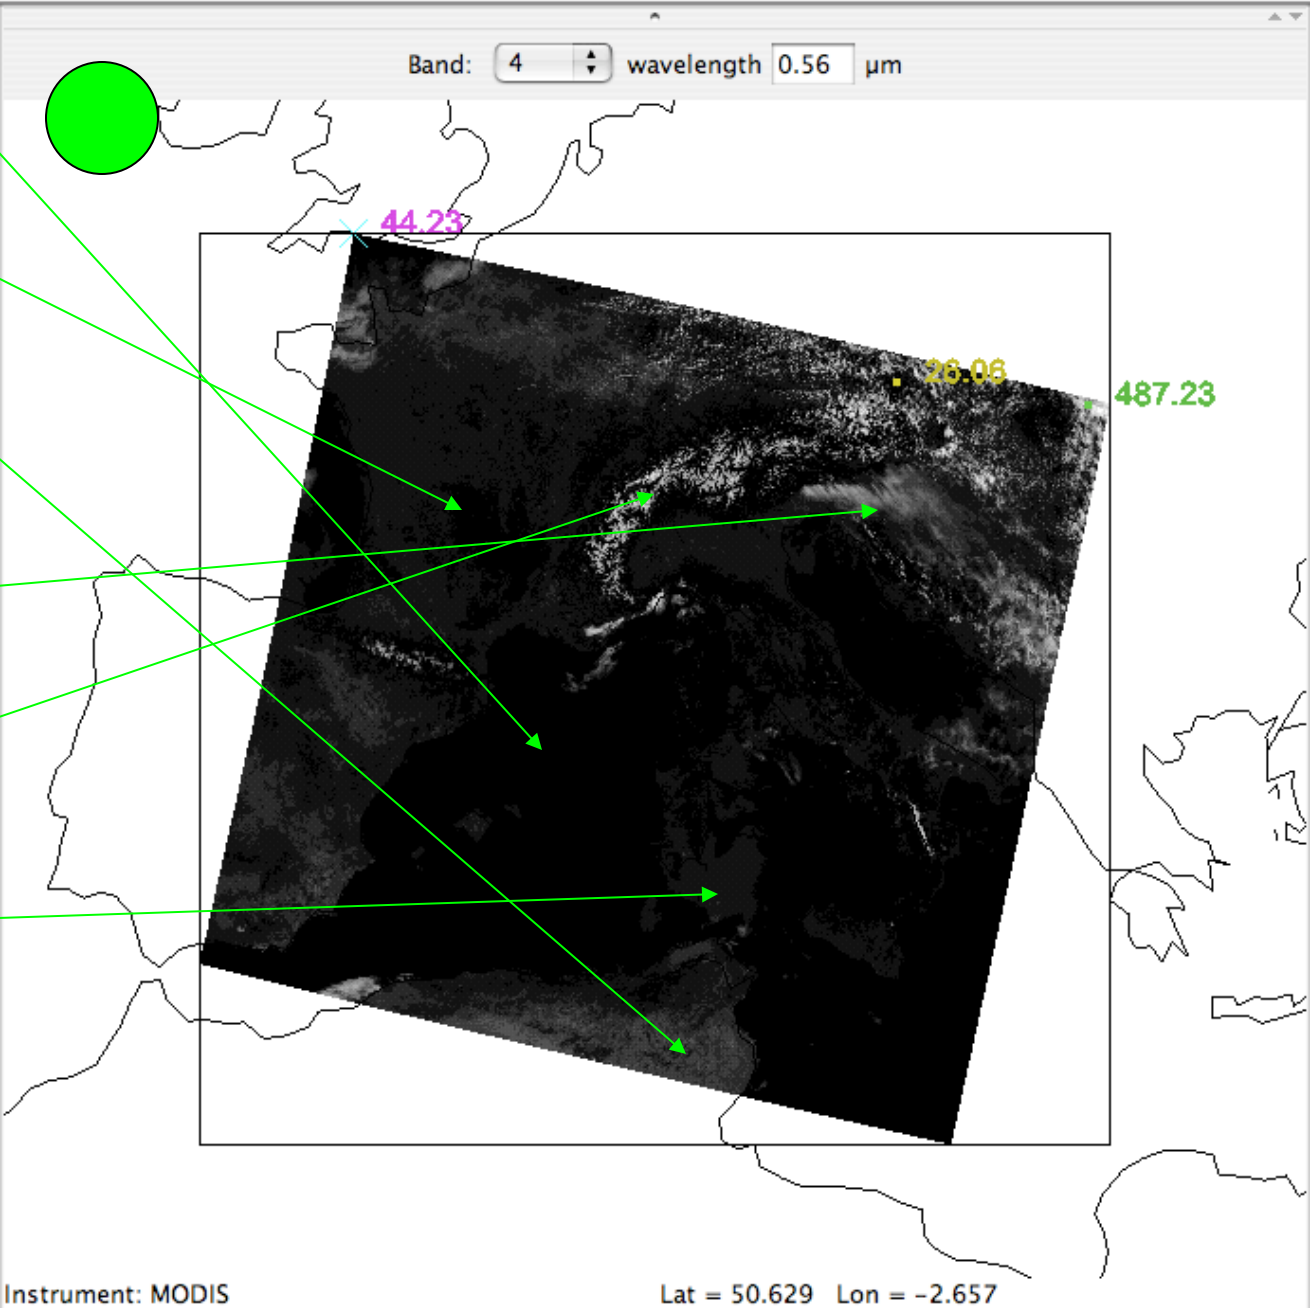 Band: 4 wavelength 0.56 µm
44.23
26.06
487.23
Instrument: MODIS Lat = 50.629 Lon = -2.657